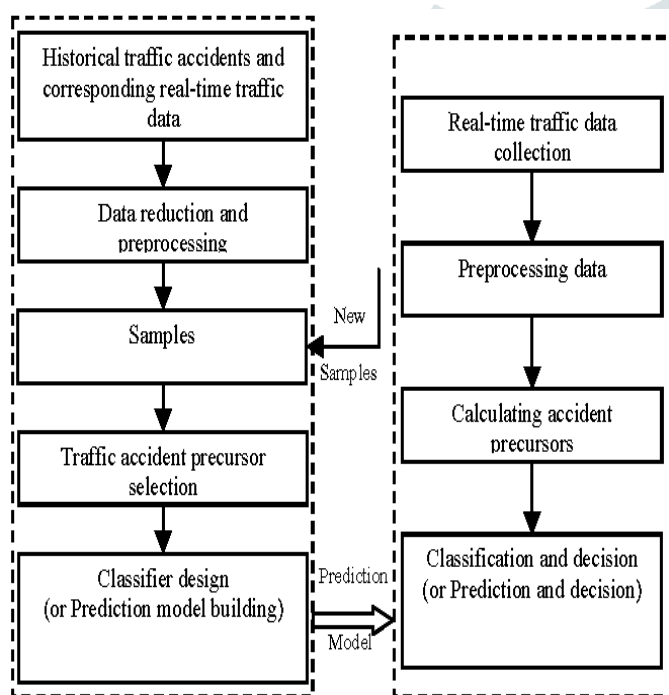 Historical traffic accidents and
corresponding real-time traffic
data
Data reduction and
preprocessing
Samples
Traffic accident precursor
selection
Classifier design
(or Prediction model building)
New
Samples
Prediction
Model
Real-time traffic data
collection
Preprocessing data
Calculating accident
precursors
Classification and decision
(or Prediction and decision)